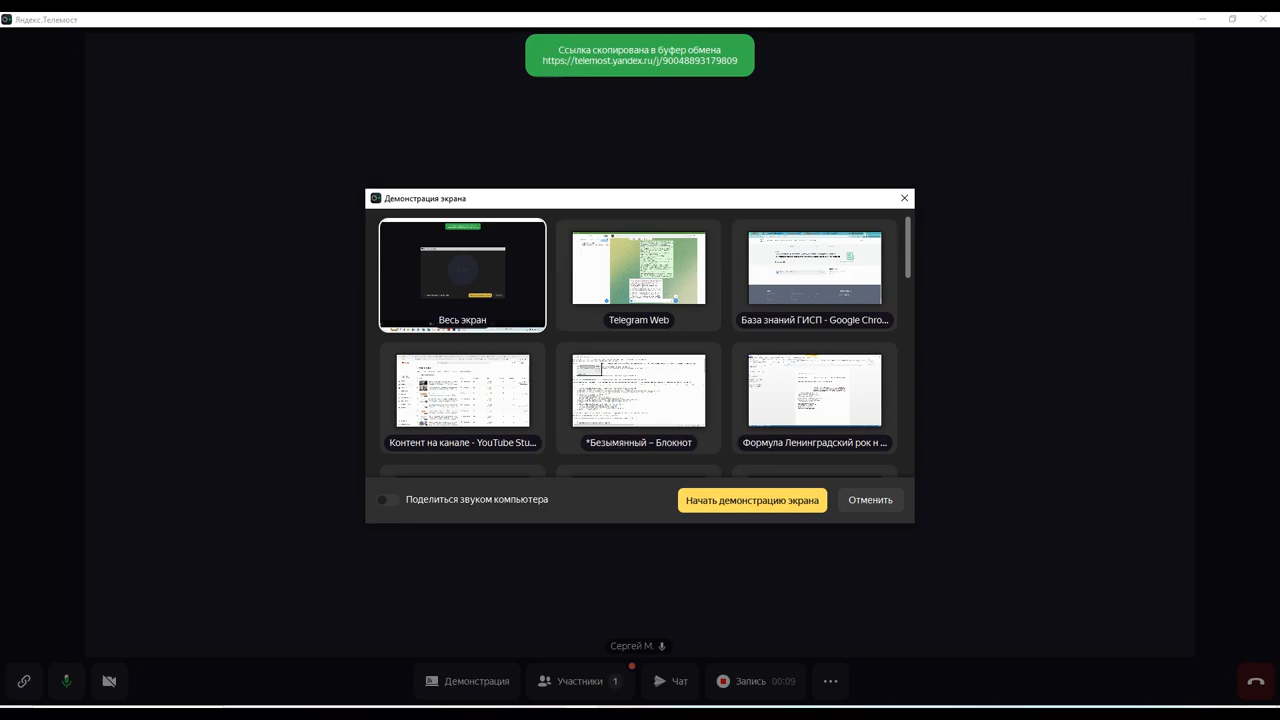 Яндекс.Телемост
Ссылка скопирована в буфер обмена
https://telemost.yandex.ru/j/90048893179809
Демонстрация экрана
Весь экран
Telegram Web
База знаний ГИСП - Google Chro...
Контент на канале - YouTube Stu...
*Безымянный – Блокнот
Формула Ленинградский рок н ...
Поделиться звуком компьютера
Начать демонстрацию экрана
Отменить
Сергей М.
Демонстрация
Участники 1
Чат
Запись 00:09